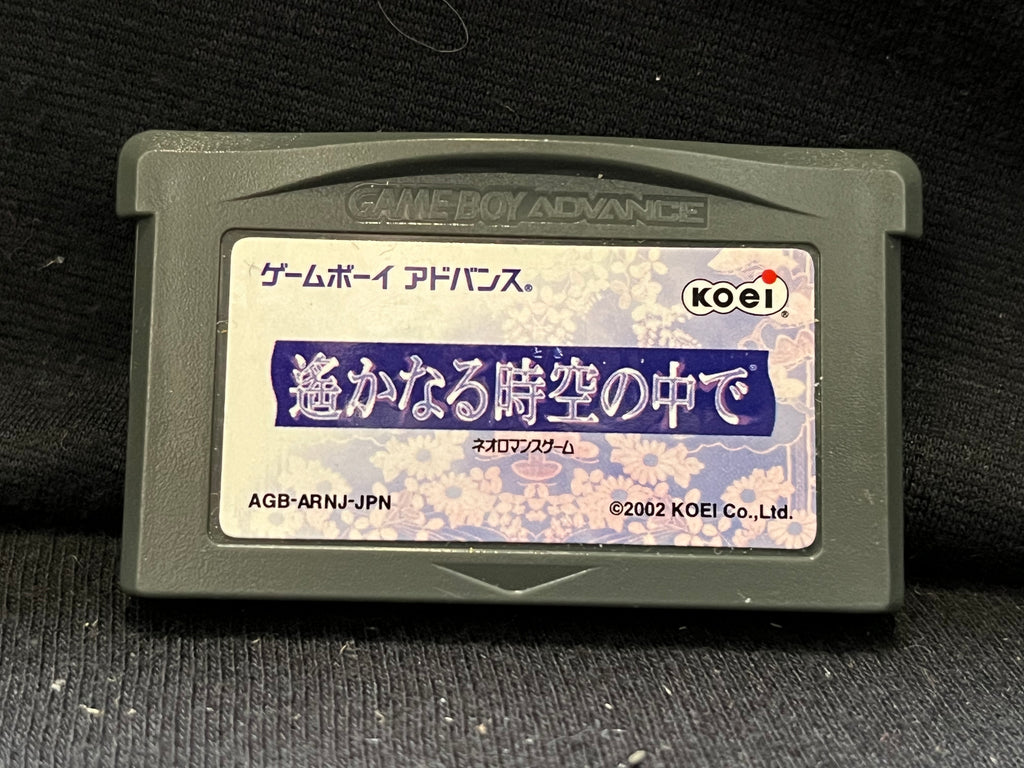 GAME BOY ADVANCE
ゲームボーイ アドバンス®
KOEI®
とき
遙かなる時空の中で®
ネオロマンスゲーム
AGB-ARNJ-JPN
©2002 KOEI Co.,Ltd.